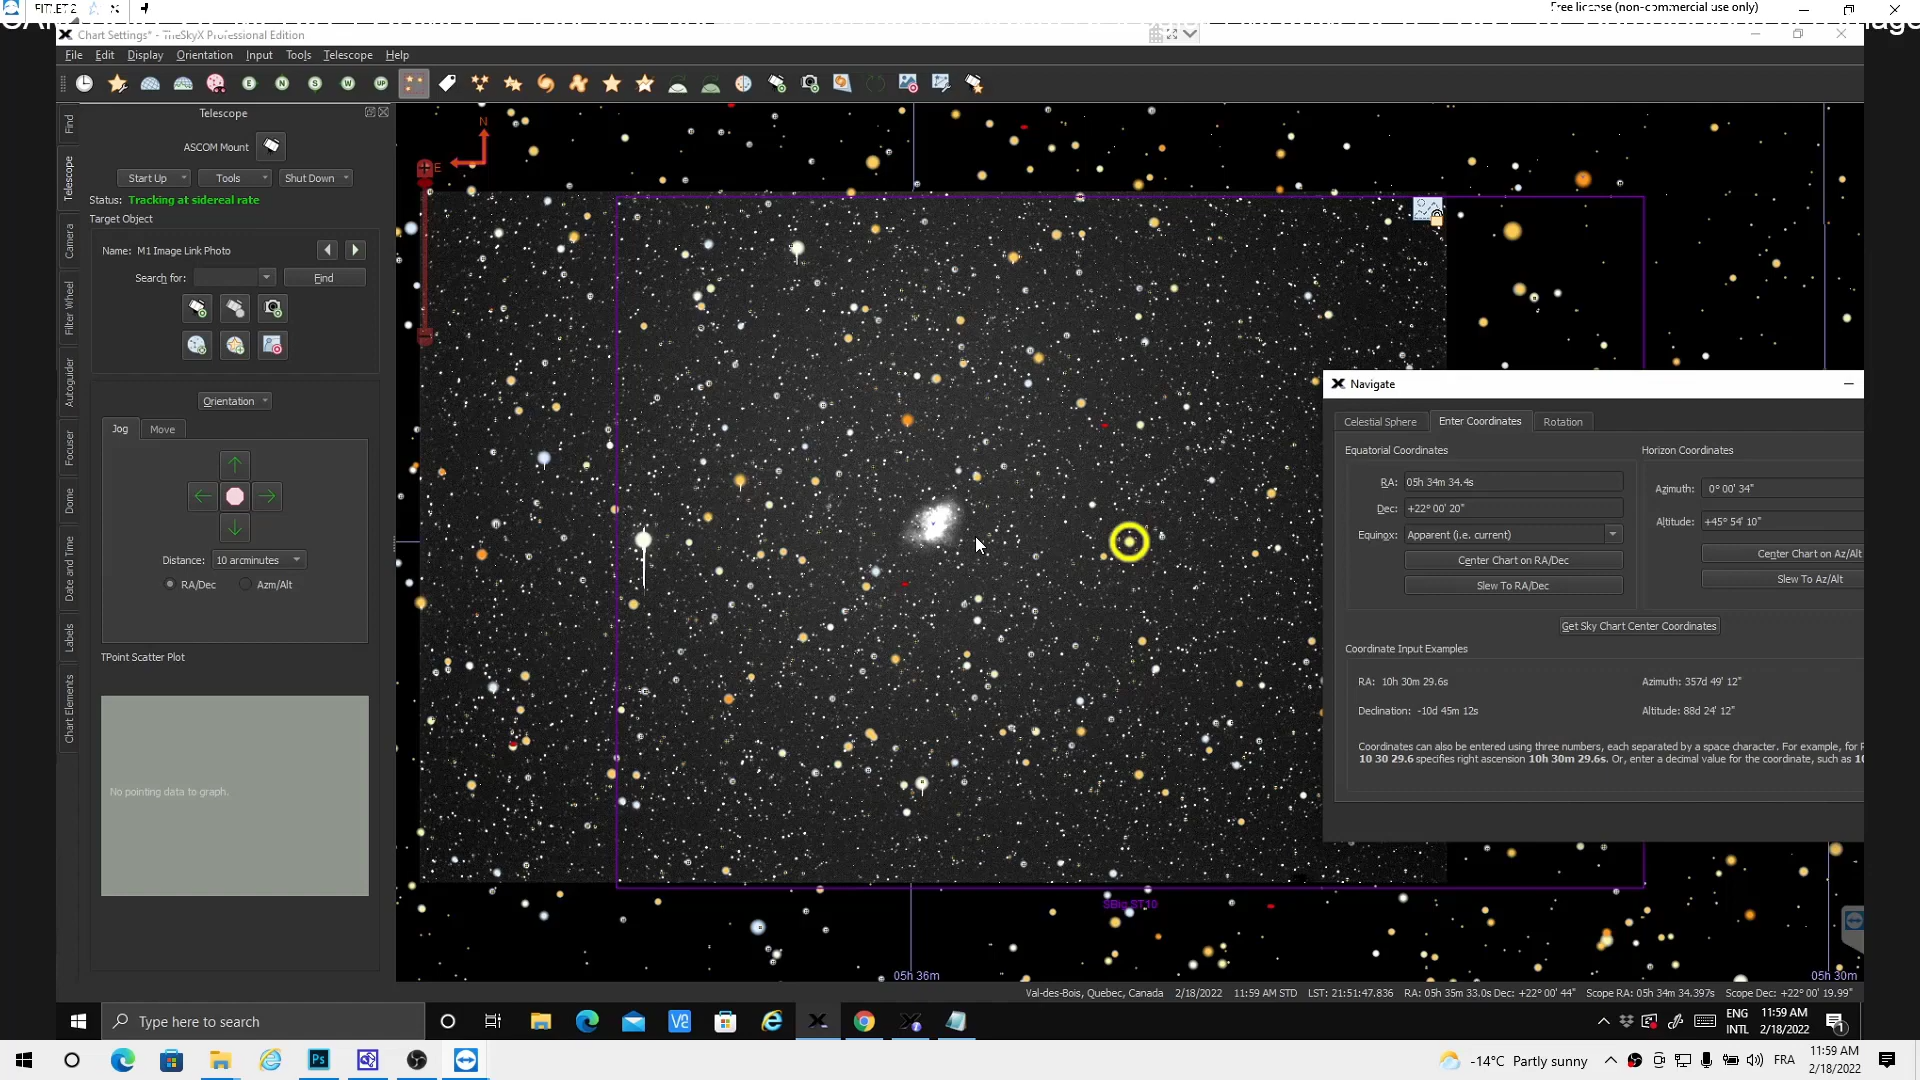 FITLET2
Free license (non-commercial use only)
Chart Settings* - TheSkyX Professional Edition
File Edit Display Orientation Input Tools Telescope Help
E N S W UP
Find
Telescope
Camera
Filter Wheel
Autoguider
Focuser
Dome
Date and Time
Labels
Chart Elements
Telescope
ASCOM Mount
Start Up Tools Shut Down
Status: Tracking at sidereal rate
Target Object
Name: M1 Image Link Photo
Search for: Find
Orientation
Jog Move
Distance: 10 arcminutes
RA/Dec Azm/Alt
TPoint Scatter Plot
No pointing data to graph.
N
E
SBig ST10
05h 36m
05h 30m
Navigate
Celestial Sphere Enter Coordinates Rotation
Equatorial Coordinates
RA: 05h 34m 34.4s
Dec: +22° 00' 20"
Equinox: Apparent (i.e. current)
Center Chart on RA/Dec
Slew To RA/Dec
Horizon Coordinates
Azimuth: 0° 00' 34"
Altitude: +45° 54' 10"
Center Chart on Az/Alt
Slew To Az/Alt
Get Sky Chart Center Coordinates
Coordinate Input Examples
RA: 10h 30m 29.6s Azimuth: 357d 49' 12"
Declination: -10d 45m 12s Altitude: 88d 24' 12"
Coordinates can also be entered using three numbers, each separated by a space character. For example, for
10 30 29.6 specifies right ascension 10h 30m 29.6s. Or, enter a decimal value for the coordinate, such as
Val-des-Bois, Quebec, Canada 2/18/2022 11:59 AM STD LST: 21:51:47.836 RA: 05h 35m 33.0s Dec: +22° 00' 44" Scope RA: 05h 34m 34.397s Scope Dec: +22° 00' 19.99"
Type here to search
ENG
INTL
11:59 AM
2/18/2022
1
Ps
-14°C Partly sunny
FRA
11:59 AM
2/18/2022